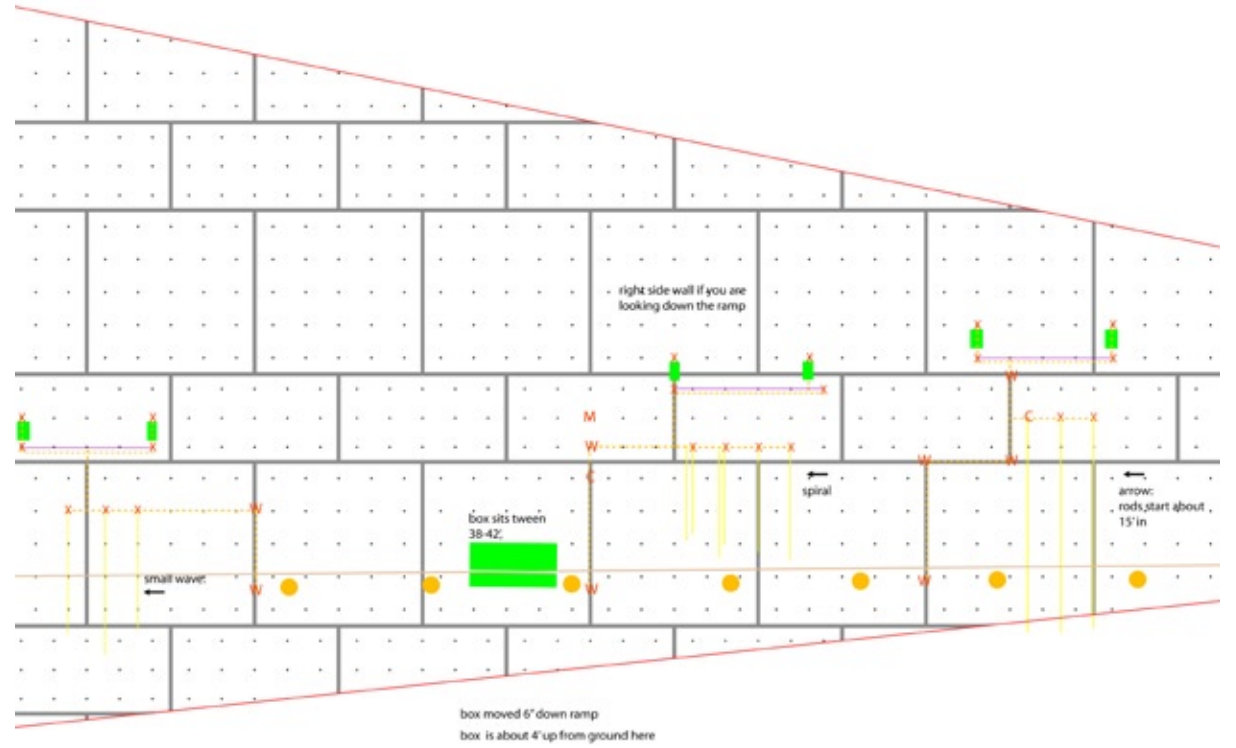 right side wall if you are
looking down the ramp
x x
x x
x x
x x
W
x x M x x
x x W x x x x
C x x
W W
C
spiral
arrow:
rods start about
15' in
x x x W
box sits tween
38-42',
small wave:
W W W
box moved 6" down ramp
box is about 4' up from ground here